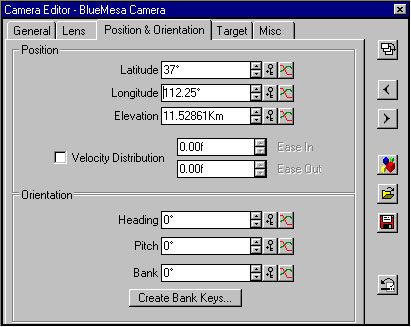 Camera Editor - BlueMesa Camera
General Lens Position & Orientation Target Misc
Position
Latitude 37°
Longitude 112.25°
Elevation 11.52861Km
Velocity Distribution
0.00f Ease In
0.00f Ease Out
Orientation
Heading 0°
Pitch 0°
Bank 0°
Create Bank Keys...